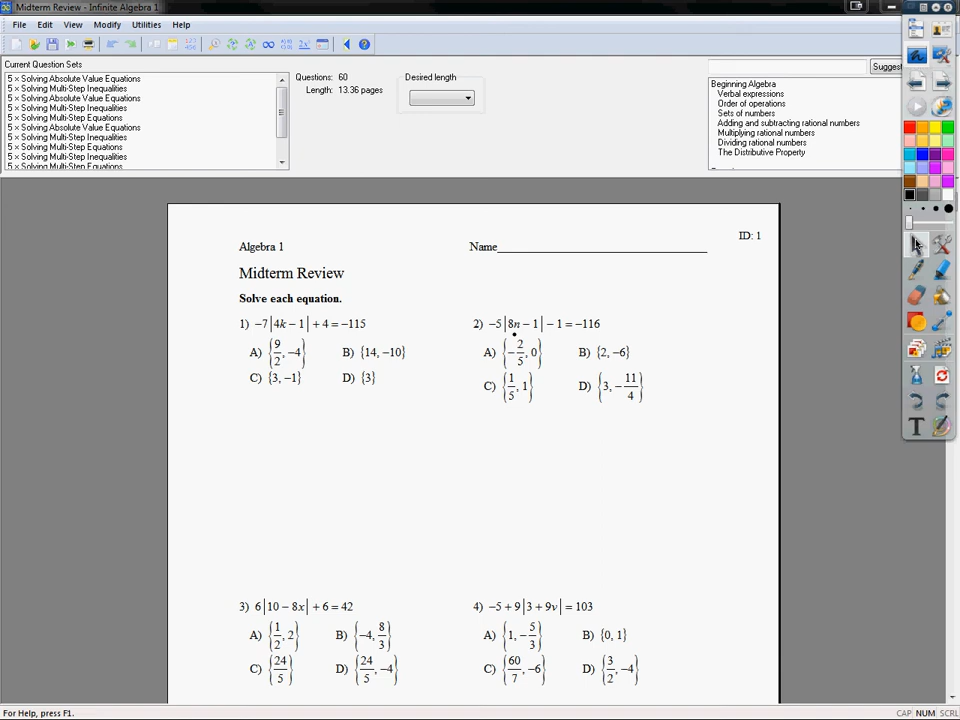 Midterm Review - Infinite Algebra 1
File Edit View Modify Utilities Help
Current Question Sets
5 × Solving Absolute Value Equations
5 × Solving Multi-Step Inequalities
5 × Solving Absolute Value Equations
5 × Solving Multi-Step Inequalities
5 × Solving Multi-Step Equations
5 × Solving Absolute Value Equations
5 × Solving Multi-Step Inequalities
5 × Solving Multi-Step Equations
5 × Solving Multi-Step Inequalities
5 × Solving Multi-Step Equations
Questions: 60
Length: 13.36 pages
Desired length
Suggest
Beginning Algebra
Verbal expressions
Order of operations
Sets of numbers
Adding and subtracting rational numbers
Multiplying rational numbers
Dividing rational numbers
The Distributive Property
ID: 1
Algebra 1 Name
Midterm Review
Solve each equation.
1) −7|4k − 1| + 4 = −115
A) {9/2, −4} B) {14, −10}
C) {3, −1} D) {3}
2) −5|8n − 1| − 1 = −116
A) {−2/5, 0} B) {2, −6}
C) {1/5, 1} D) {3, −11/4}
3) 6|10 − 8x| + 6 = 42
A) {1/2, 2} B) {−4, 8/3}
C) {24/5} D) {24/5, −4}
4) −5 + 9|3 + 9v| = 103
A) {1, −5/3} B) {0, 1}
C) {60/7, −6} D) {3/2, −4}
T
For Help, press F1.
CAP NUM SCRL